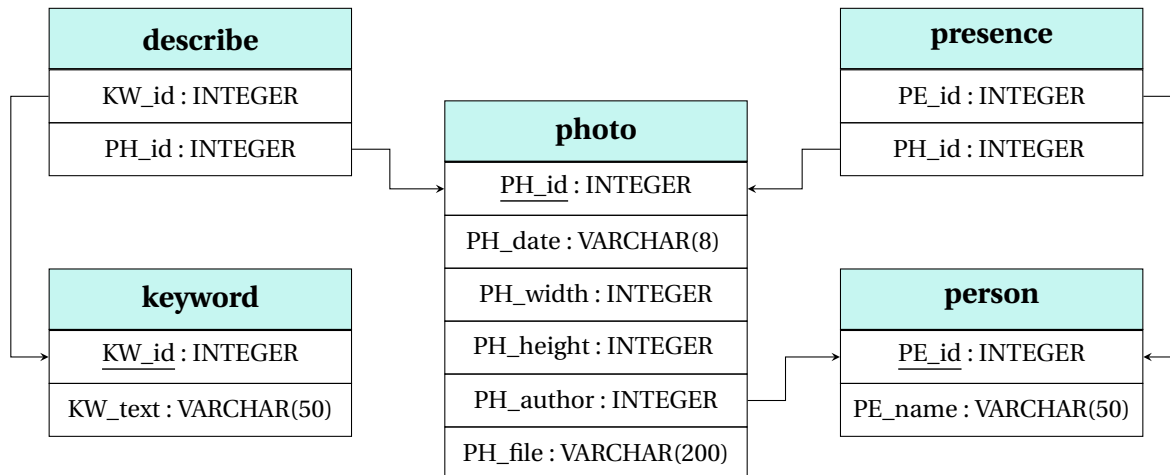 describe
KW_id : INTEGER
PH_id : INTEGER
keyword
KW_id : INTEGER
KW_text : VARCHAR(50)
photo
PH_id : INTEGER
PH_date : VARCHAR(8)
PH_width : INTEGER
PH_height : INTEGER
PH_author : INTEGER
PH_file : VARCHAR(200)
presence
PE_id : INTEGER
PH_id : INTEGER
person
PE_id : INTEGER
PE_name : VARCHAR(50)